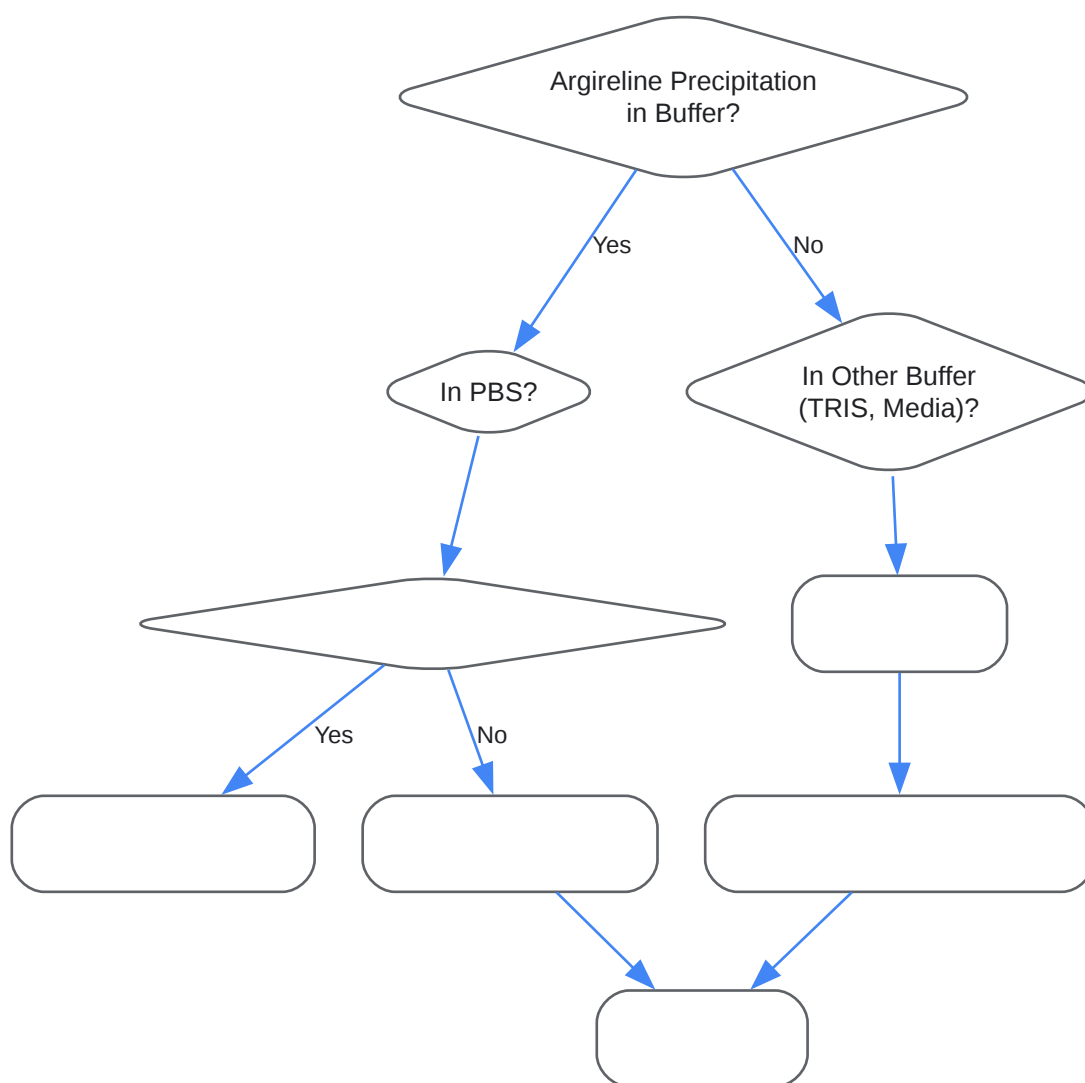 Argireline Precipitation
in Buffer?
Yes
No
In PBS?
In Other Buffer
(TRIS, Media)?
Yes
No